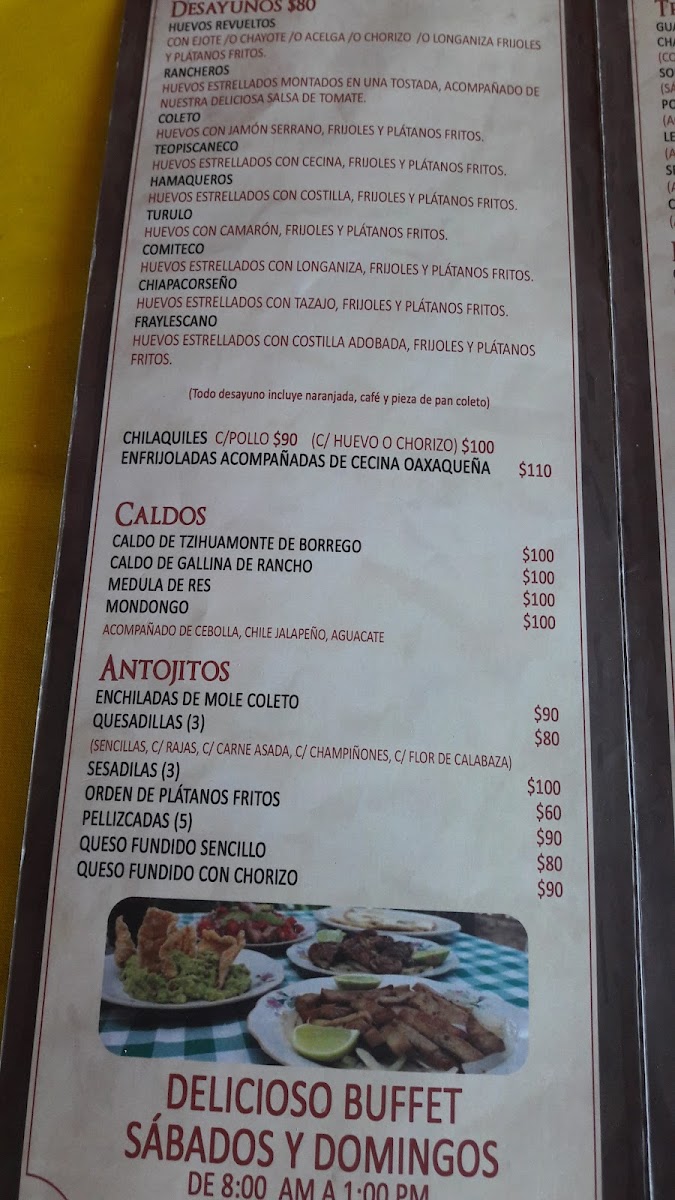 DESAYUNOS $80
HUEVOS REVUELTOS
CON EJOTE /O CHAYOTE /O ACELGA /O CHORIZO /O LONGANIZA FRIJOLES
Y PLÁTANOS FRITOS.
RANCHEROS
HUEVOS ESTRELLADOS MONTADOS EN UNA TOSTADA, ACOMPAÑADO DE
NUESTRA DELICIOSA SALSA DE TOMATE.
COLETO
HUEVOS CON JAMÓN SERRANO, FRIJOLES Y PLÁTANOS FRITOS.
TEOPISCANECO
HUEVOS ESTRELLADOS CON CECINA, FRIJOLES Y PLÁTANOS FRITOS.
HAMAQUEROS
HUEVOS ESTRELLADOS CON COSTILLA, FRIJOLES Y PLÁTANOS FRITOS.
TURULO
HUEVOS CON CAMARÓN, FRIJOLES Y PLÁTANOS FRITOS.
COMITECO
HUEVOS ESTRELLADOS CON LONGANIZA, FRIJOLES Y PLÁTANOS FRITOS.
CHIAPACORSEÑO
HUEVOS ESTRELLADOS CON TAZAJO, FRIJOLES Y PLÁTANOS FRITOS.
FRAYLESCANO
HUEVOS ESTRELLADOS CON COSTILLA ADOBADA, FRIJOLES Y PLÁTANOS
FRITOS.
(Todo desayuno incluye naranjada, café y pieza de pan coleto)
CHILAQUILES C/POLLO $90 (C/ HUEVO O CHORIZO) $100
ENFRIJOLADAS ACOMPAÑADAS DE CECINA OAXAQUEÑA $110
CALDOS
CALDO DE TZIHUAMONTE DE BORREGO $100
CALDO DE GALLINA DE RANCHO $100
MEDULA DE RES $100
MONDONGO $100
ACOMPAÑADO DE CEBOLLA, CHILE JALAPEÑO, AGUACATE
ANTOJITOS
ENCHILADAS DE MOLE COLETO $90
QUESADILLAS (3) $80
(SENCILLAS, C/ RAJAS, C/ CARNE ASADA, C/ CHAMPIÑONES, C/ FLOR DE CALABAZA)
SESADILAS (3) $100
ORDEN DE PLÁTANOS FRITOS $60
PELLIZCADAS (5) $90
QUESO FUNDIDO SENCILLO $80
QUESO FUNDIDO CON CHORIZO $90
DELICIOSO BUFFET
SÁBADOS Y DOMINGOS
DE 8:00 AM A 1:00 PM